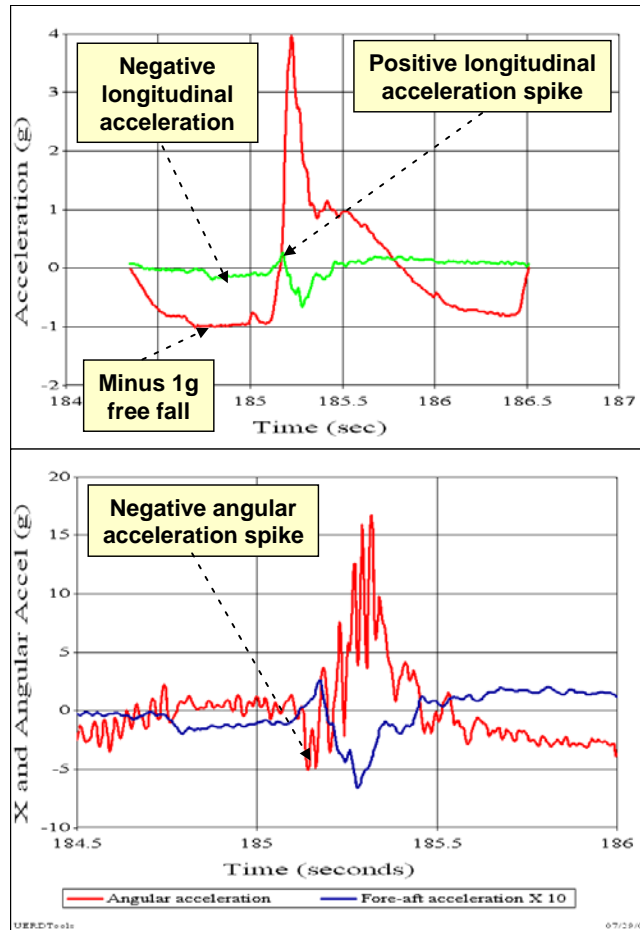 4
Negative
longitudinal
acceleration
Positive longitudinal
acceleration spike
3
2
1
0
-1
-2
Acceleration (g)
Minus 1g
free fall
184
185
185.5
186
186.5
187
Time (sec)
20
15
10
5
0
-5
-10
X and Angular Accel (g)
Negative angular
acceleration spike
184.5
185
185.5
186
Time (seconds)
Angular acceleration
Fore-aft acceleration X 10
UERDTools
07/29/